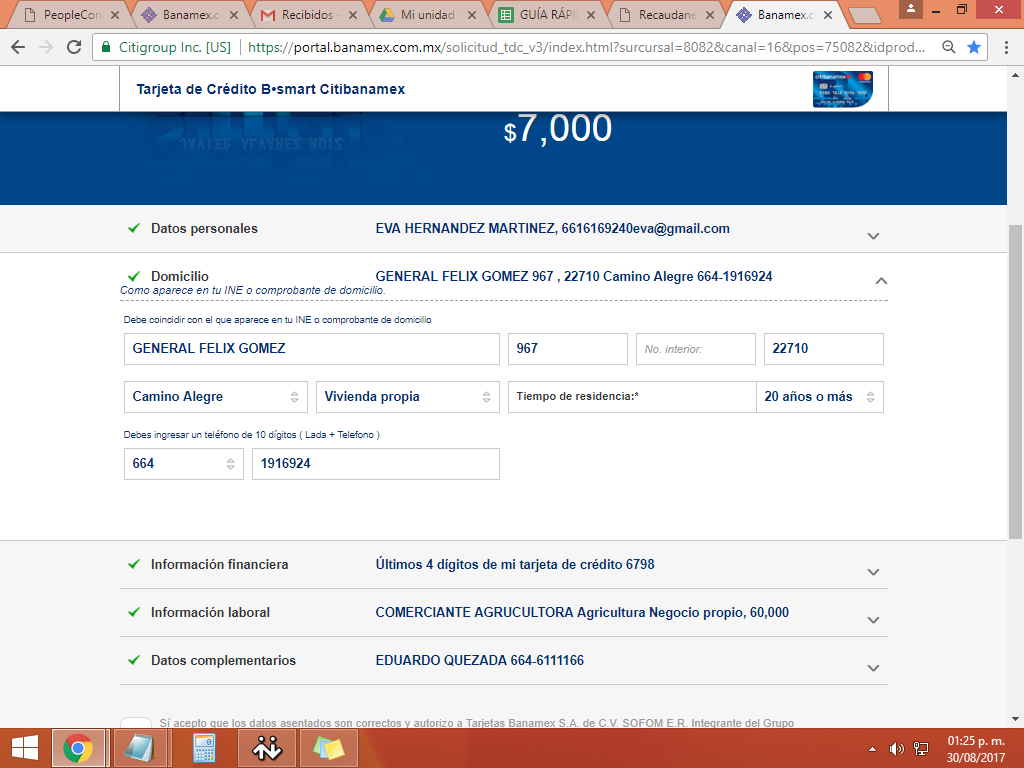 PeopleCon
Banamex.c
Recibidos -
Mi unidad
GUÍA RÁPI
Recaudane
Banamex.c
Citigroup Inc. [US] https://portal.banamex.com.mx/solicitud_tdc_v3/index.html?surcursal=8082&canal=16&pos=75082&idprod...
Tarjeta de Crédito B•smart Citibanamex
citibanamex
$7,000
JAVIER ALVAREZ RUIZ
Datos personales EVA HERNANDEZ MARTINEZ, 6616169240eva@gmail.com
Domicilio GENERAL FELIX GOMEZ 967 , 22710 Camino Alegre 664-1916924
Como aparece en tu INE o comprobante de domicilio.
Debe coincidir con el que aparece en tu INE o comprobante de domicilio
GENERAL FELIX GOMEZ 967 No. interior: 22710
Camino Alegre Vivienda propia Tiempo de residencia:* 20 años o más
Debes ingresar un teléfono de 10 dígitos ( Lada + Telefono )
664 1916924
Información financiera Últimos 4 dígitos de mi tarjeta de crédito 6798
Información laboral COMERCIANTE AGRUCULTORA Agricultura Negocio propio, 60,000
Datos complementarios EDUARDO QUEZADA 664-6111166
Sí acepto que los datos asentados son correctos y autorizo a Tarjetas Banamex S.A. de C.V. SOFOM E.R. Integrante del Grupo
01:25 p. m.
30/08/2017